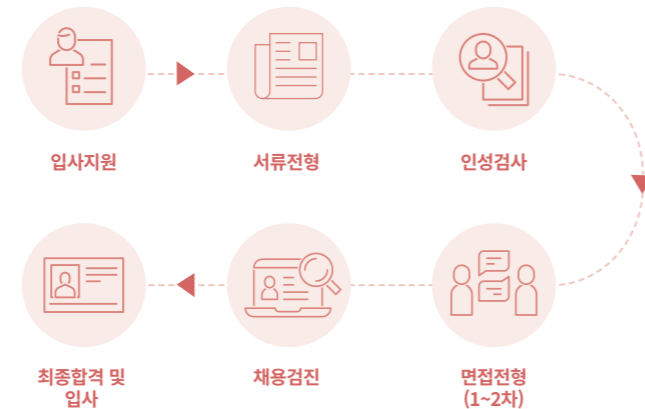 입사지원
서류전형
인성검사
면접전형
(1~2차)
채용검진
최종합격 및
입사